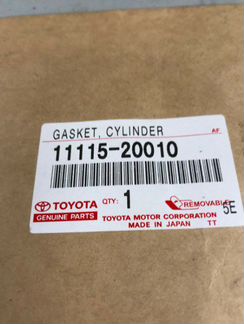 GASKET, CYLINDER AF
11115-20010
TOYOTA QTY: 1 REMOVABLE 5E
GENUINE PARTS TOYOTA MOTOR CORPORATION
MADE IN JAPAN TT